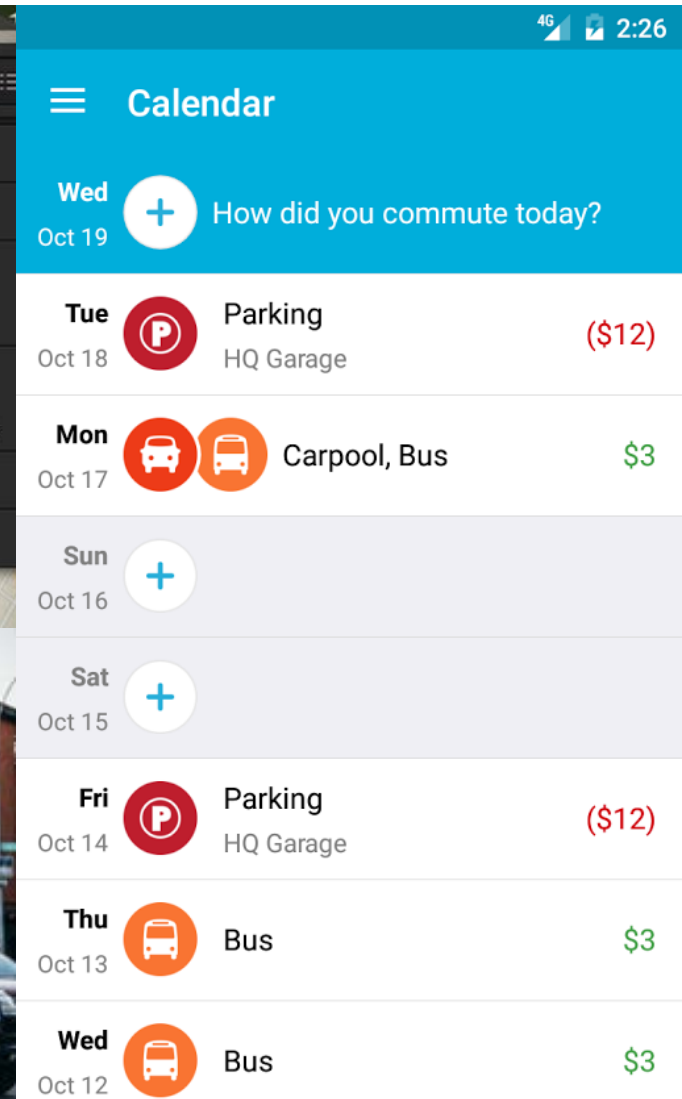 4G 2:26
Calendar
Wed
Oct 19
How did you commute today?
Tue
Oct 18
P
Parking
HQ Garage
($12)
Mon
Oct 17
Carpool, Bus
$3
Sun
Oct 16
Sat
Oct 15
Fri
Oct 14
P
Parking
HQ Garage
($12)
Thu
Oct 13
Bus
$3
Wed
Oct 12
Bus
$3